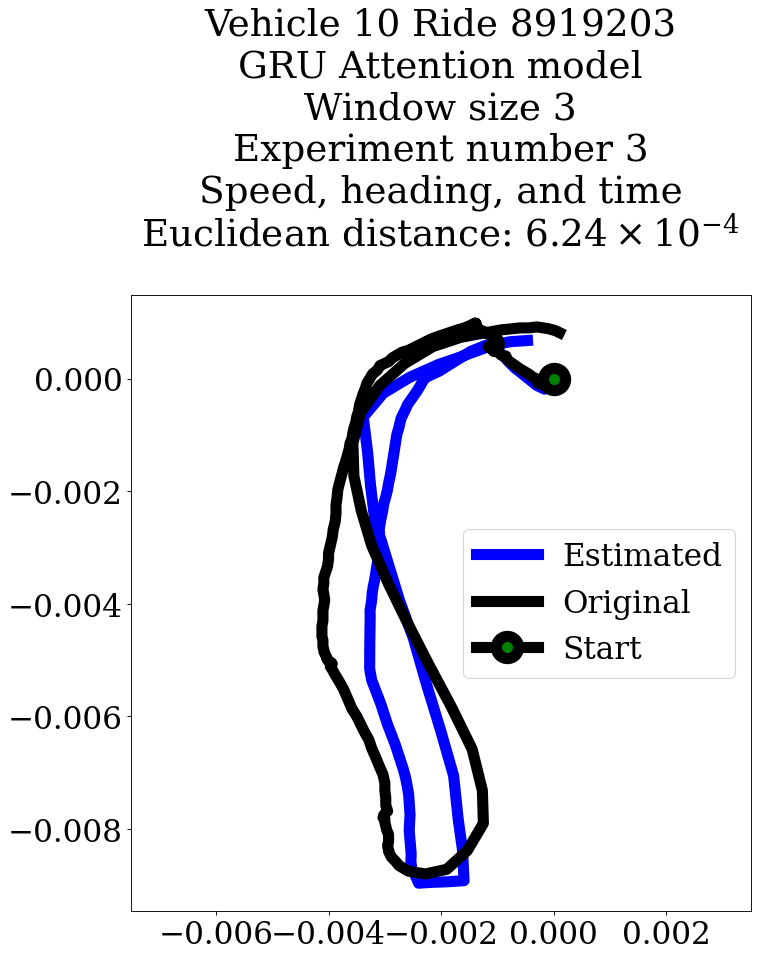 Vehicle 10 Ride 8919203
GRU Attention model
Window size 3
Experiment number 3
Speed, heading, and time
Euclidean distance: 6.24 × 10⁻⁴
0.000
−0.002
−0.004
−0.006
−0.008
Estimated
Original
Start
−0.006 −0.004 −0.002 0.000 0.002